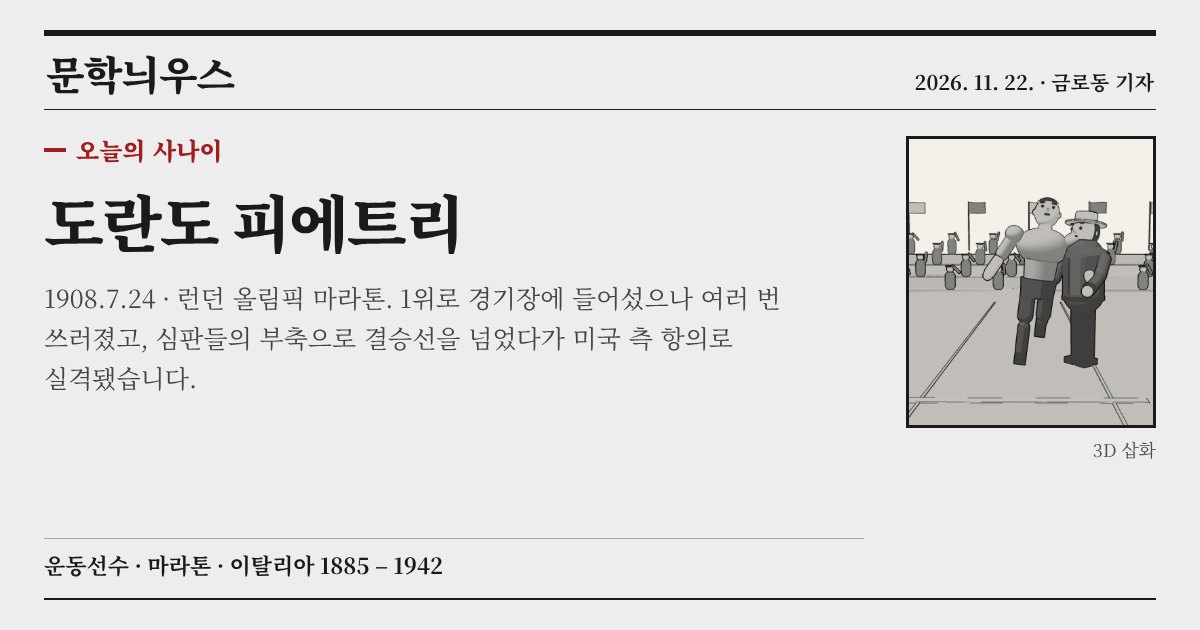 문학늬우스
2026. 11. 22. · 금로동 기자
오늘의 사나이
도란도 피에트리
1908.7.24 · 런던 올림픽 마라톤. 1위로 경기장에 들어섰으나 여러 번
쓰러졌고, 심판들의 부축으로 결승선을 넘었다가 미국 측 항의로
실격됐습니다.
3D 삽화
운동선수 · 마라톤 · 이탈리아 1885 – 1942